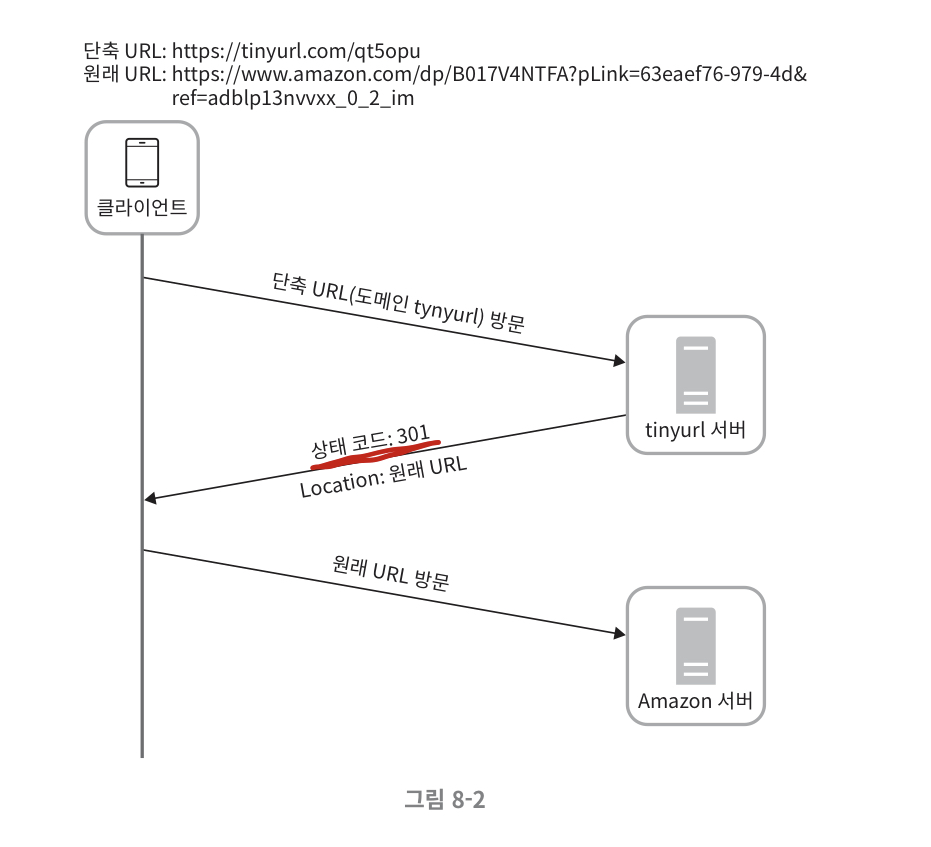 단축 URL: https://tinyurl.com/qt5opu
원래 URL: https://www.amazon.com/dp/B017V4NTFA?pLink=63eaef76-979-4d&
ref=adblp13nvvxx_0_2_im
클라이언트
단축 URL(도메인 tynyurl) 방문
tinyurl 서버
상태 코드: 301
Location: 원래 URL
원래 URL 방문
Amazon 서버
그림 8-2